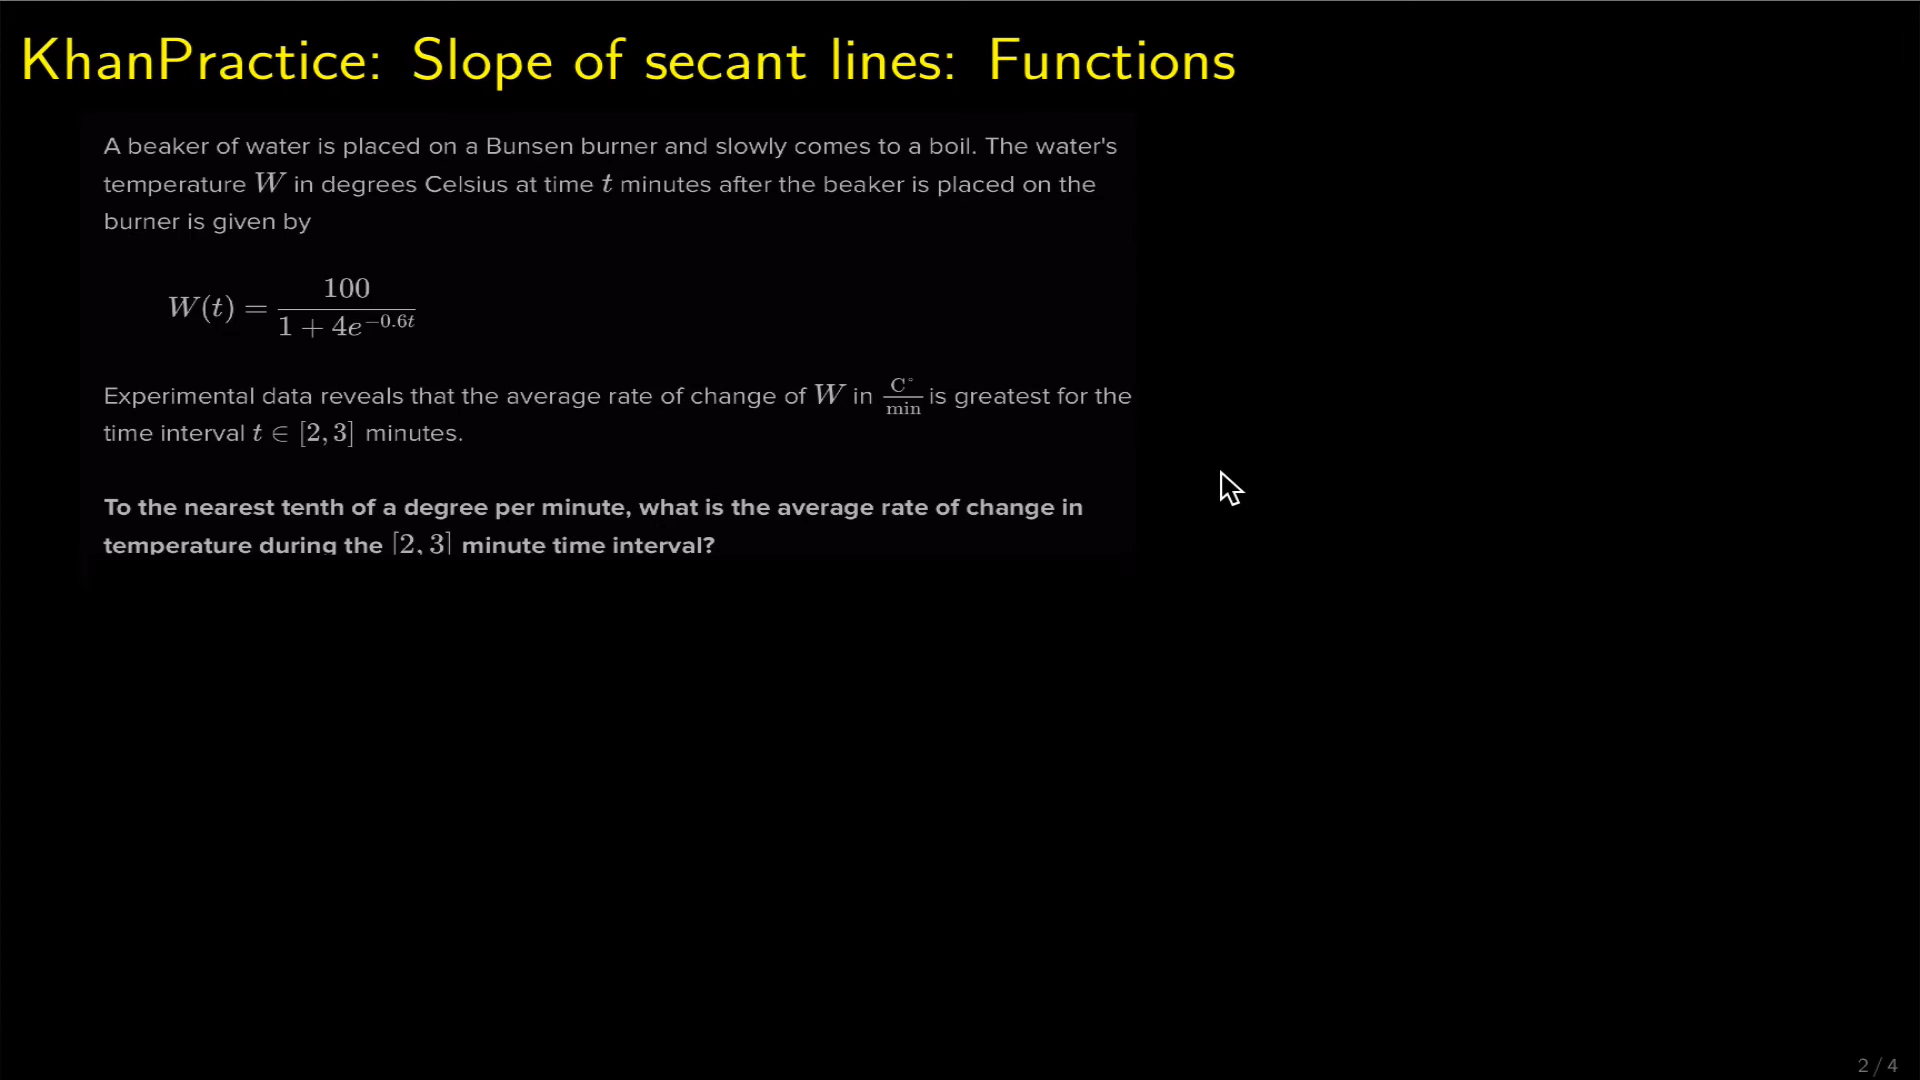 KhanPractice: Slope of secant lines: Functions
A beaker of water is placed on a Bunsen burner and slowly comes to a boil. The water's
temperature W in degrees Celsius at time t minutes after the beaker is placed on the
burner is given by
W(t) = \frac{100}{1 + 4e^{-0.6t}}
Experimental data reveals that the average rate of change of W in \frac{C^\circ}{min} is greatest for the
time interval t ∈ [2, 3] minutes.
To the nearest tenth of a degree per minute, what is the average rate of change in
temperature during the [2, 3] minute time interval?
2 / 4